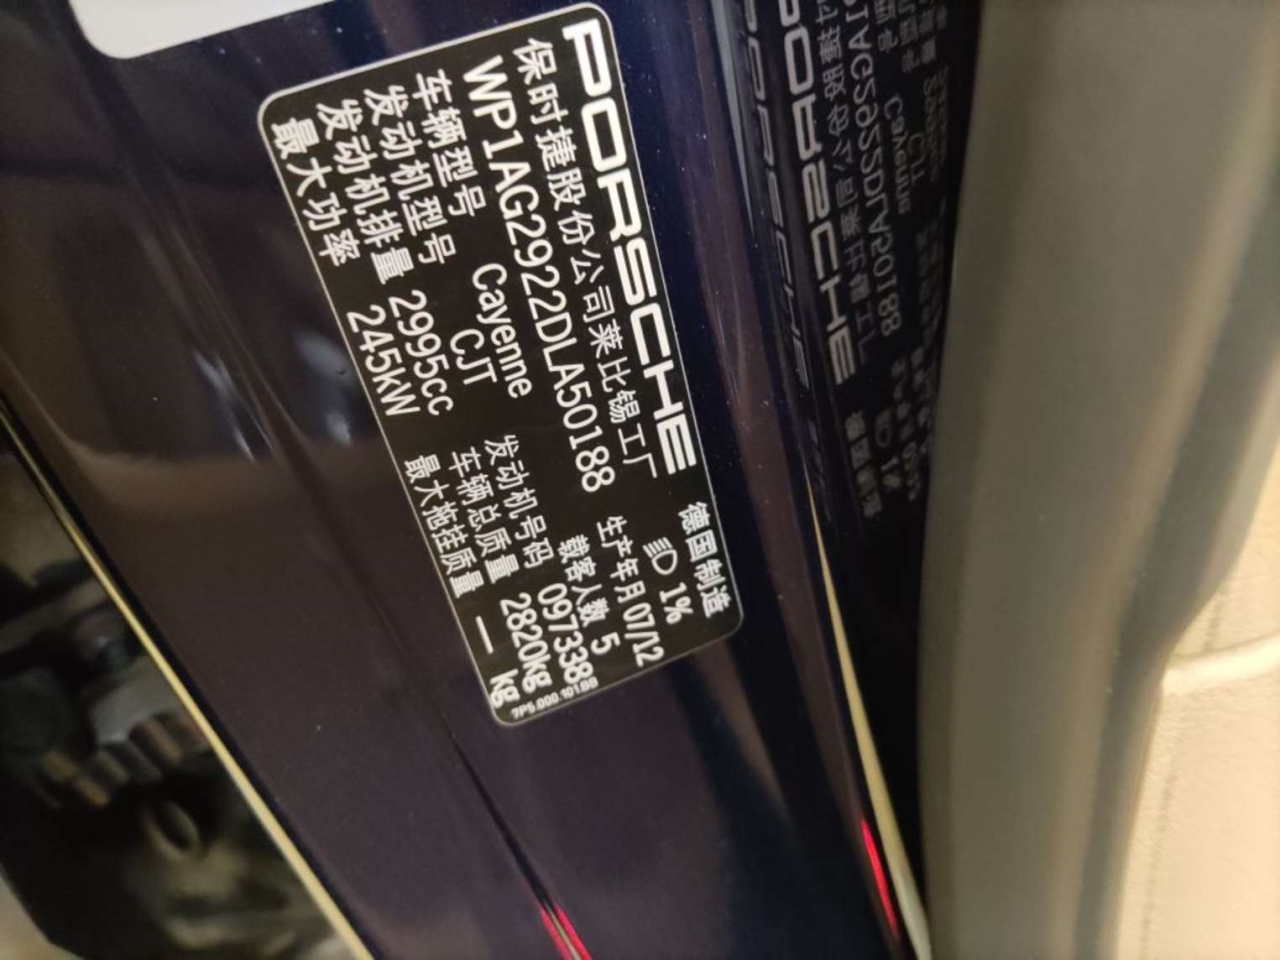 PORSCHE
保时捷股份公司莱比锡工厂 德国制造
WP1AG2922DLA50188 1%
生产年月 07/12
车辆型号 Cayenne 载客人数 5
发动机型号 CJT 发动机号码 097338
发动机排量 2995cc 车辆总质量 2820kg
最大功率 245kW 最大拖挂质量 — kg
7P5.000.101.BB